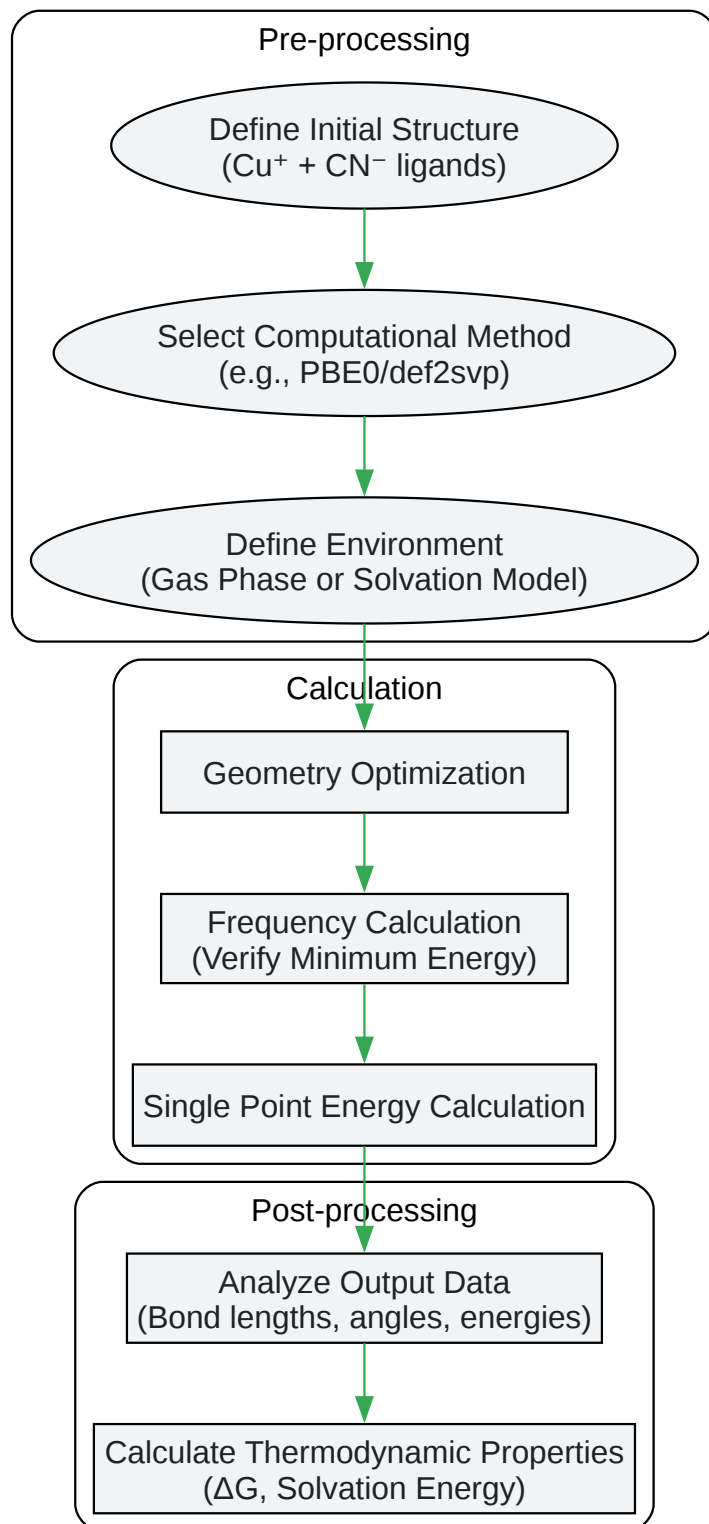 Pre-processing
Define Initial Structure
(Cu⁺ + CN⁻ ligands)
Select Computational Method
(e.g., PBE0/def2svp)
Define Environment
(Gas Phase or Solvation Model)
Calculation
Geometry Optimization
Frequency Calculation
(Verify Minimum Energy)
Single Point Energy Calculation
Post-processing
Analyze Output Data
(Bond lengths, angles, energies)
Calculate Thermodynamic Properties
(ΔG, Solvation Energy)